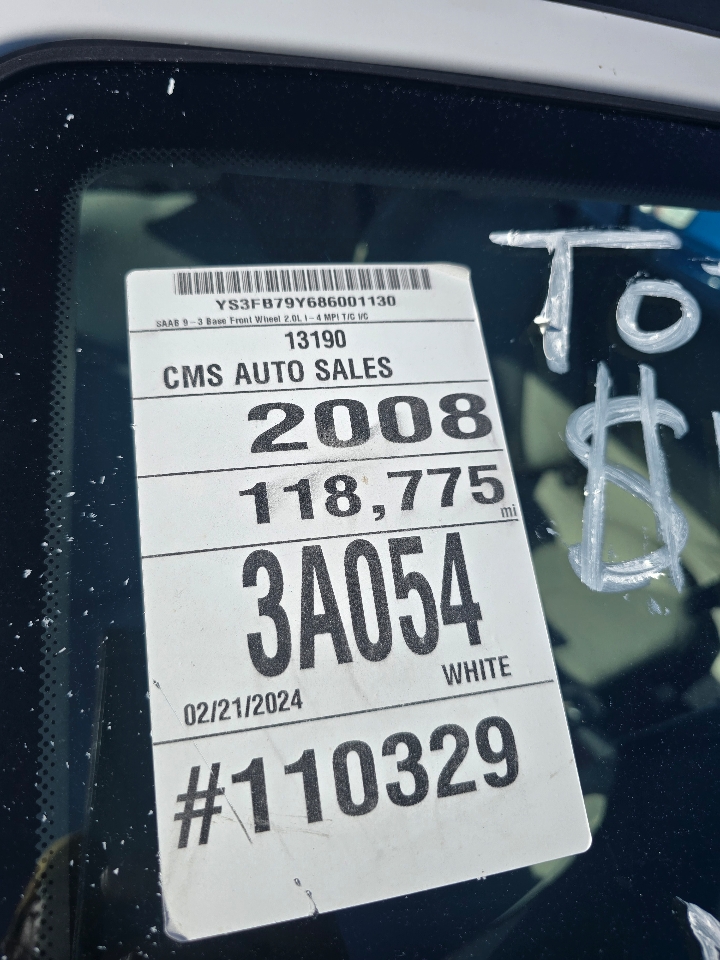 YS3FB79Y686001130
SAAB 9-3 Base Front Wheel 2.0L I-4 MPI T/C I/C
13190
CMS AUTO SALES
2008
118,775 mi
3A054
WHITE
02/21/2024
#110329
$